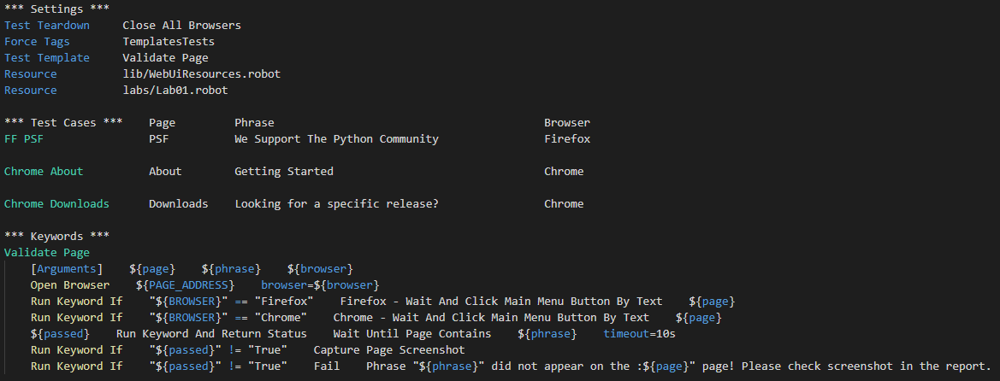 *** Settings ***
Test Teardown     Close All Browsers
Force Tags        TemplatesTests
Test Template     Validate Page
Resource          lib/WebUiResources.robot
Resource          labs/Lab01.robot
*** Test Cases ***    Page         Phrase                                         Browser
FF PSF                PSF          We Support The Python Community                Firefox
Chrome About          About        Getting Started                                Chrome
Chrome Downloads      Downloads    Looking for a specific release?                Chrome
*** Keywords ***
Validate Page
    [Arguments]    ${page}    ${phrase}    ${browser}
    Open Browser    ${PAGE_ADDRESS}    browser=${browser}
    Run Keyword If    "${BROWSER}" == "Firefox"    Firefox - Wait And Click Main Menu Button By Text    ${page}
    Run Keyword If    "${BROWSER}" == "Chrome"    Chrome - Wait And Click Main Menu Button By Text    ${page}
    ${passed}    Run Keyword And Return Status    Wait Until Page Contains    ${phrase}    timeout=10s
    Run Keyword If    "${passed}" != "True"    Capture Page Screenshot
    Run Keyword If    "${passed}" != "True"    Fail    Phrase "${phrase}" did not appear on the :${page}" page! Please check screenshot in the report.